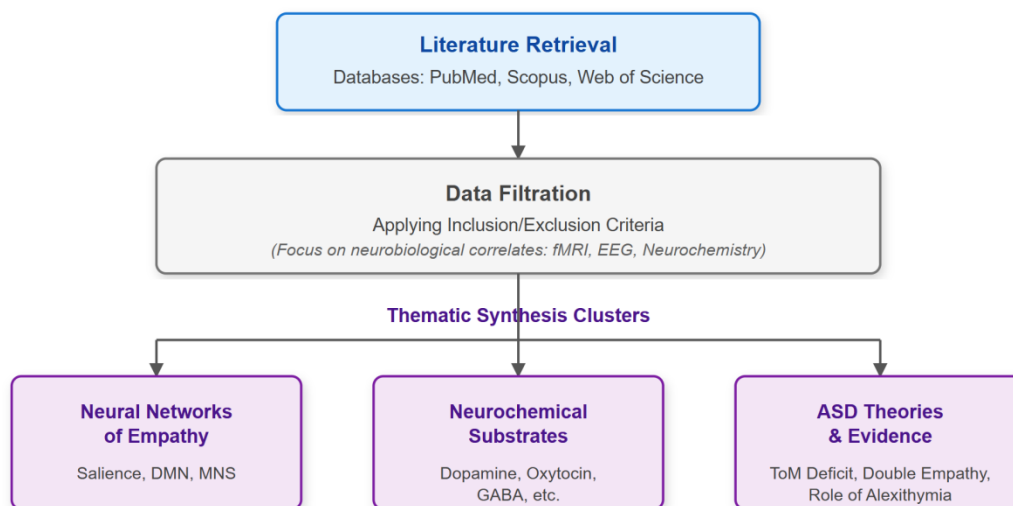 Literature Retrieval
Databases: PubMed, Scopus, Web of Science
Data Filtration
Applying Inclusion/Exclusion Criteria
(Focus on neurobiological correlates: fMRI, EEG, Neurochemistry)
Thematic Synthesis Clusters
Neural Networks
of Empathy
Salience, DMN, MNS
Neurochemical
Substrates
Dopamine, Oxytocin,
GABA, etc.
ASD Theories
& Evidence
ToM Deficit, Double Empathy,
Role of Alexithymia